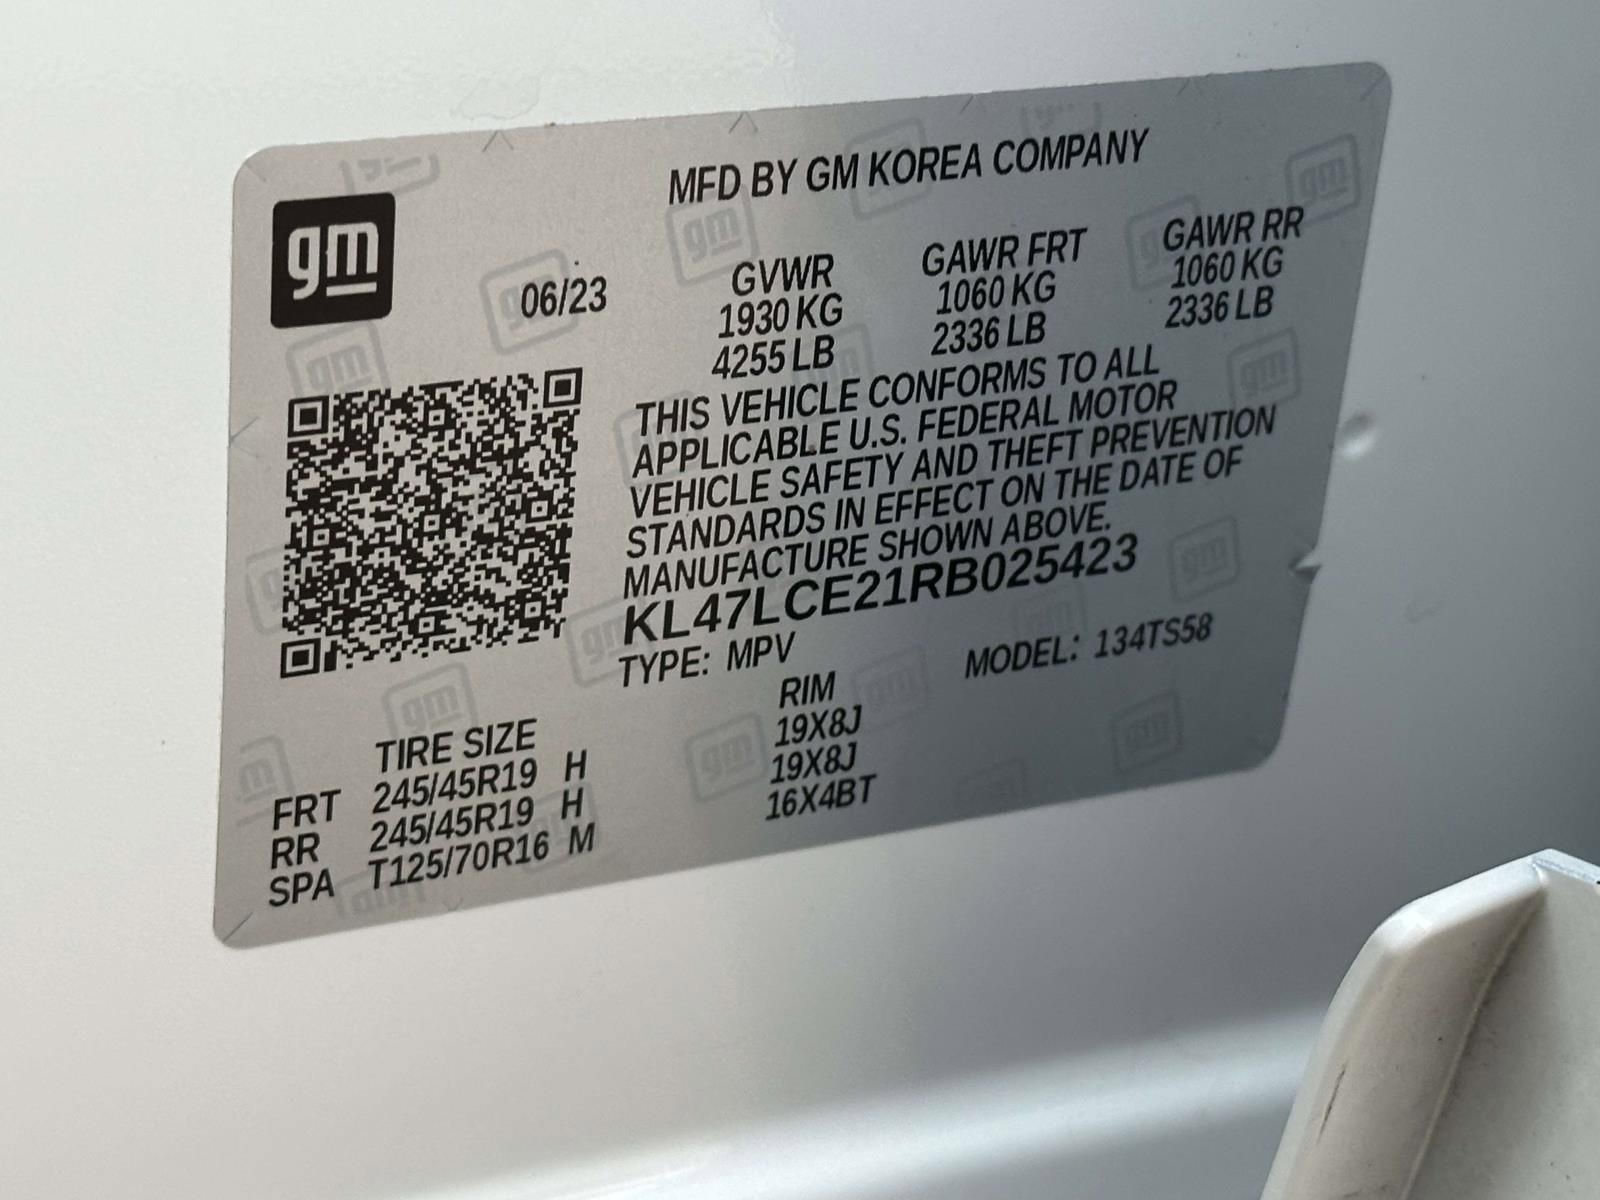 gm
MFD BY GM KOREA COMPANY
06/23
GVWR GAWR FRT GAWR RR
1930 KG 1060 KG 1060 KG
4255 LB 2336 LB 2336 LB
THIS VEHICLE CONFORMS TO ALL
APPLICABLE U.S. FEDERAL MOTOR
VEHICLE SAFETY AND THEFT PREVENTION
STANDARDS IN EFFECT ON THE DATE OF
MANUFACTURE SHOWN ABOVE.
KL47LCE21RB025423
TYPE: MPV MODEL: 134TS58
TIRE SIZE RIM
FRT 245/45R19 H 19X8J
RR 245/45R19 H 19X8J
SPA T125/70R16 M 16X4BT